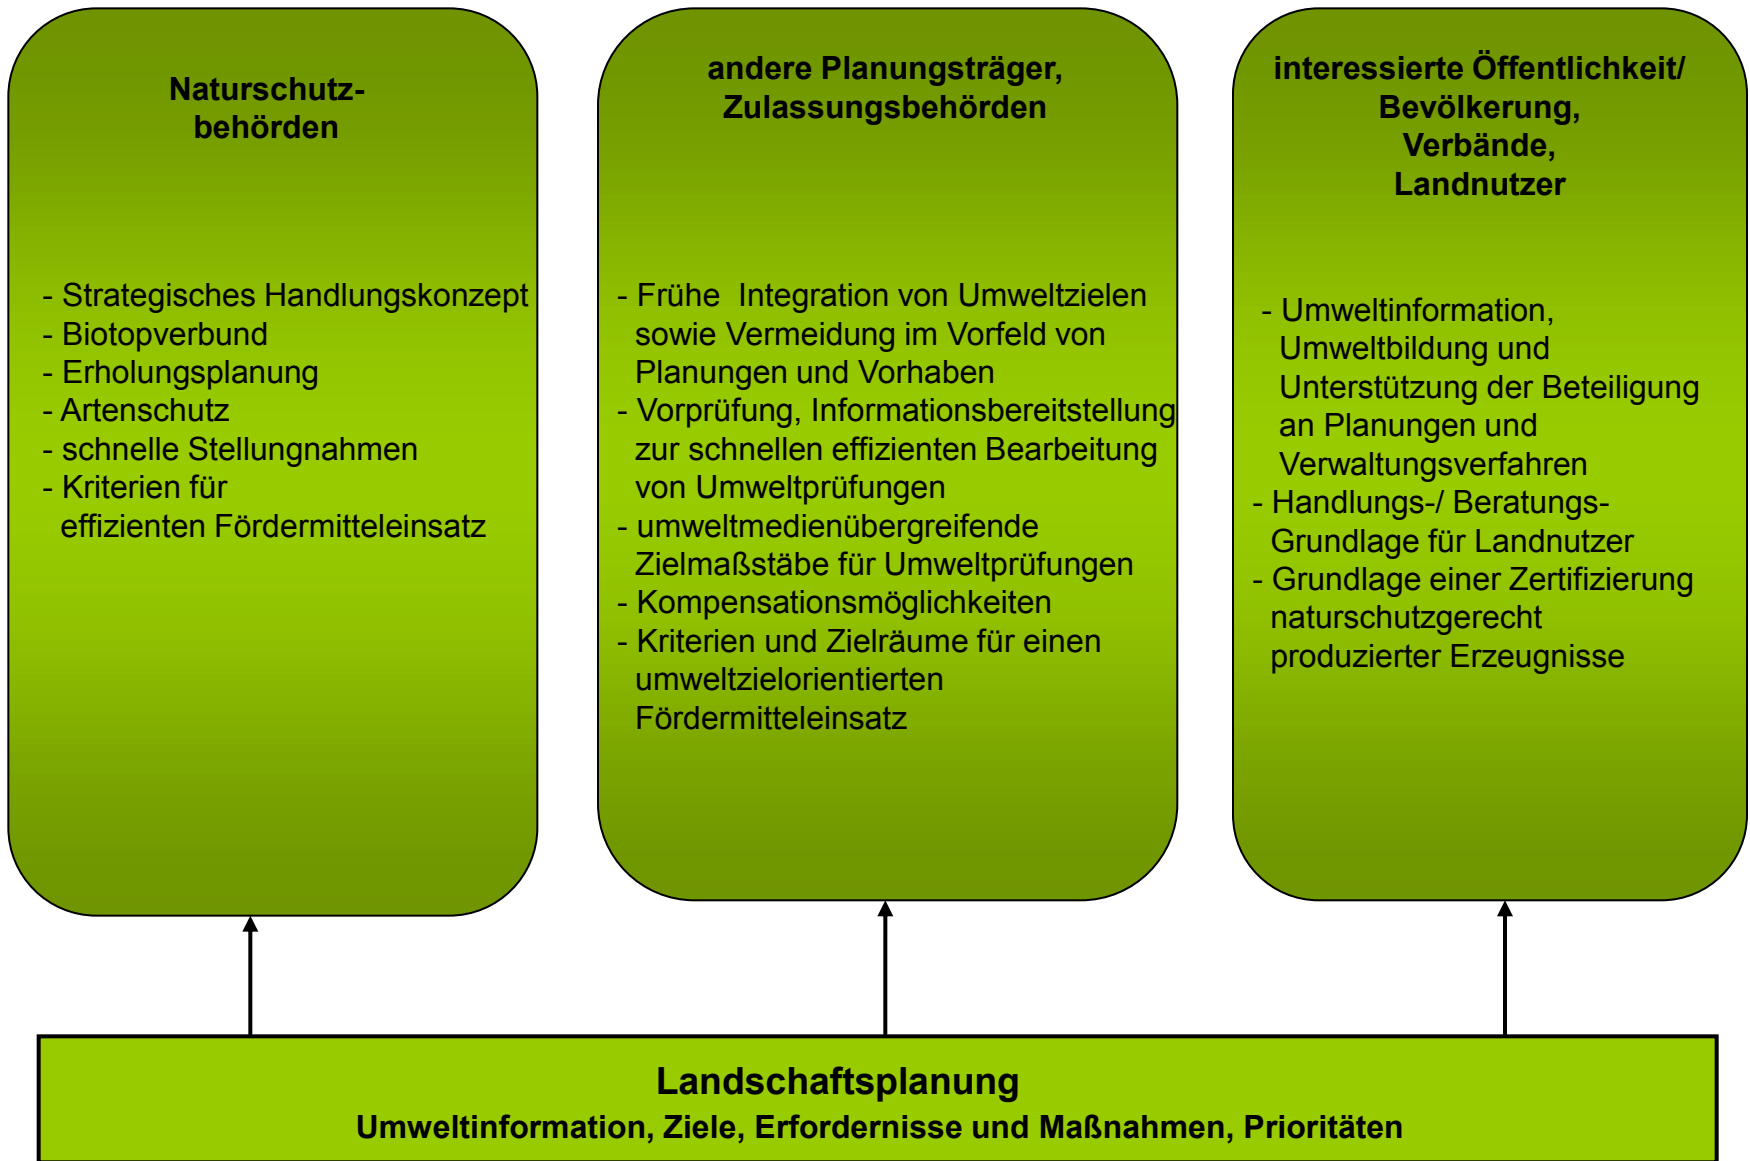 Naturschutz-
behörden
- Strategisches Handlungskonzept
- Biotopverbund
- Erholungsplanung
- Artenschutz
- schnelle Stellungnahmen
- Kriterien für
effizienten Fördermitteleinsatz
andere Planungsträger,
Zulassungsbehörden
- Frühe  Integration von Umweltzielen
sowie Vermeidung im Vorfeld von
Planungen und Vorhaben
- Vorprüfung, Informationsbereitstellung
zur schnellen effizienten Bearbeitung
von Umweltprüfungen
- umweltmedienübergreifende
Zielmaßstäbe für Umweltprüfungen
- Kompensationsmöglichkeiten
- Kriterien und Zielräume für einen
umweltzielorientierten
Fördermitteleinsatz
interessierte Öffentlichkeit/
Bevölkerung,
Verbände,
Landnutzer
- Umweltinformation,
Umweltbildung und
Unterstützung der Beteiligung
an Planungen und
Verwaltungsverfahren
- Handlungs-/ Beratungs-
Grundlage für Landnutzer
- Grundlage einer Zertifizierung
naturschutzgerecht
produzierter Erzeugnisse
Landschaftsplanung
Umweltinformation, Ziele, Erfordernisse und Maßnahmen, Prioritäten